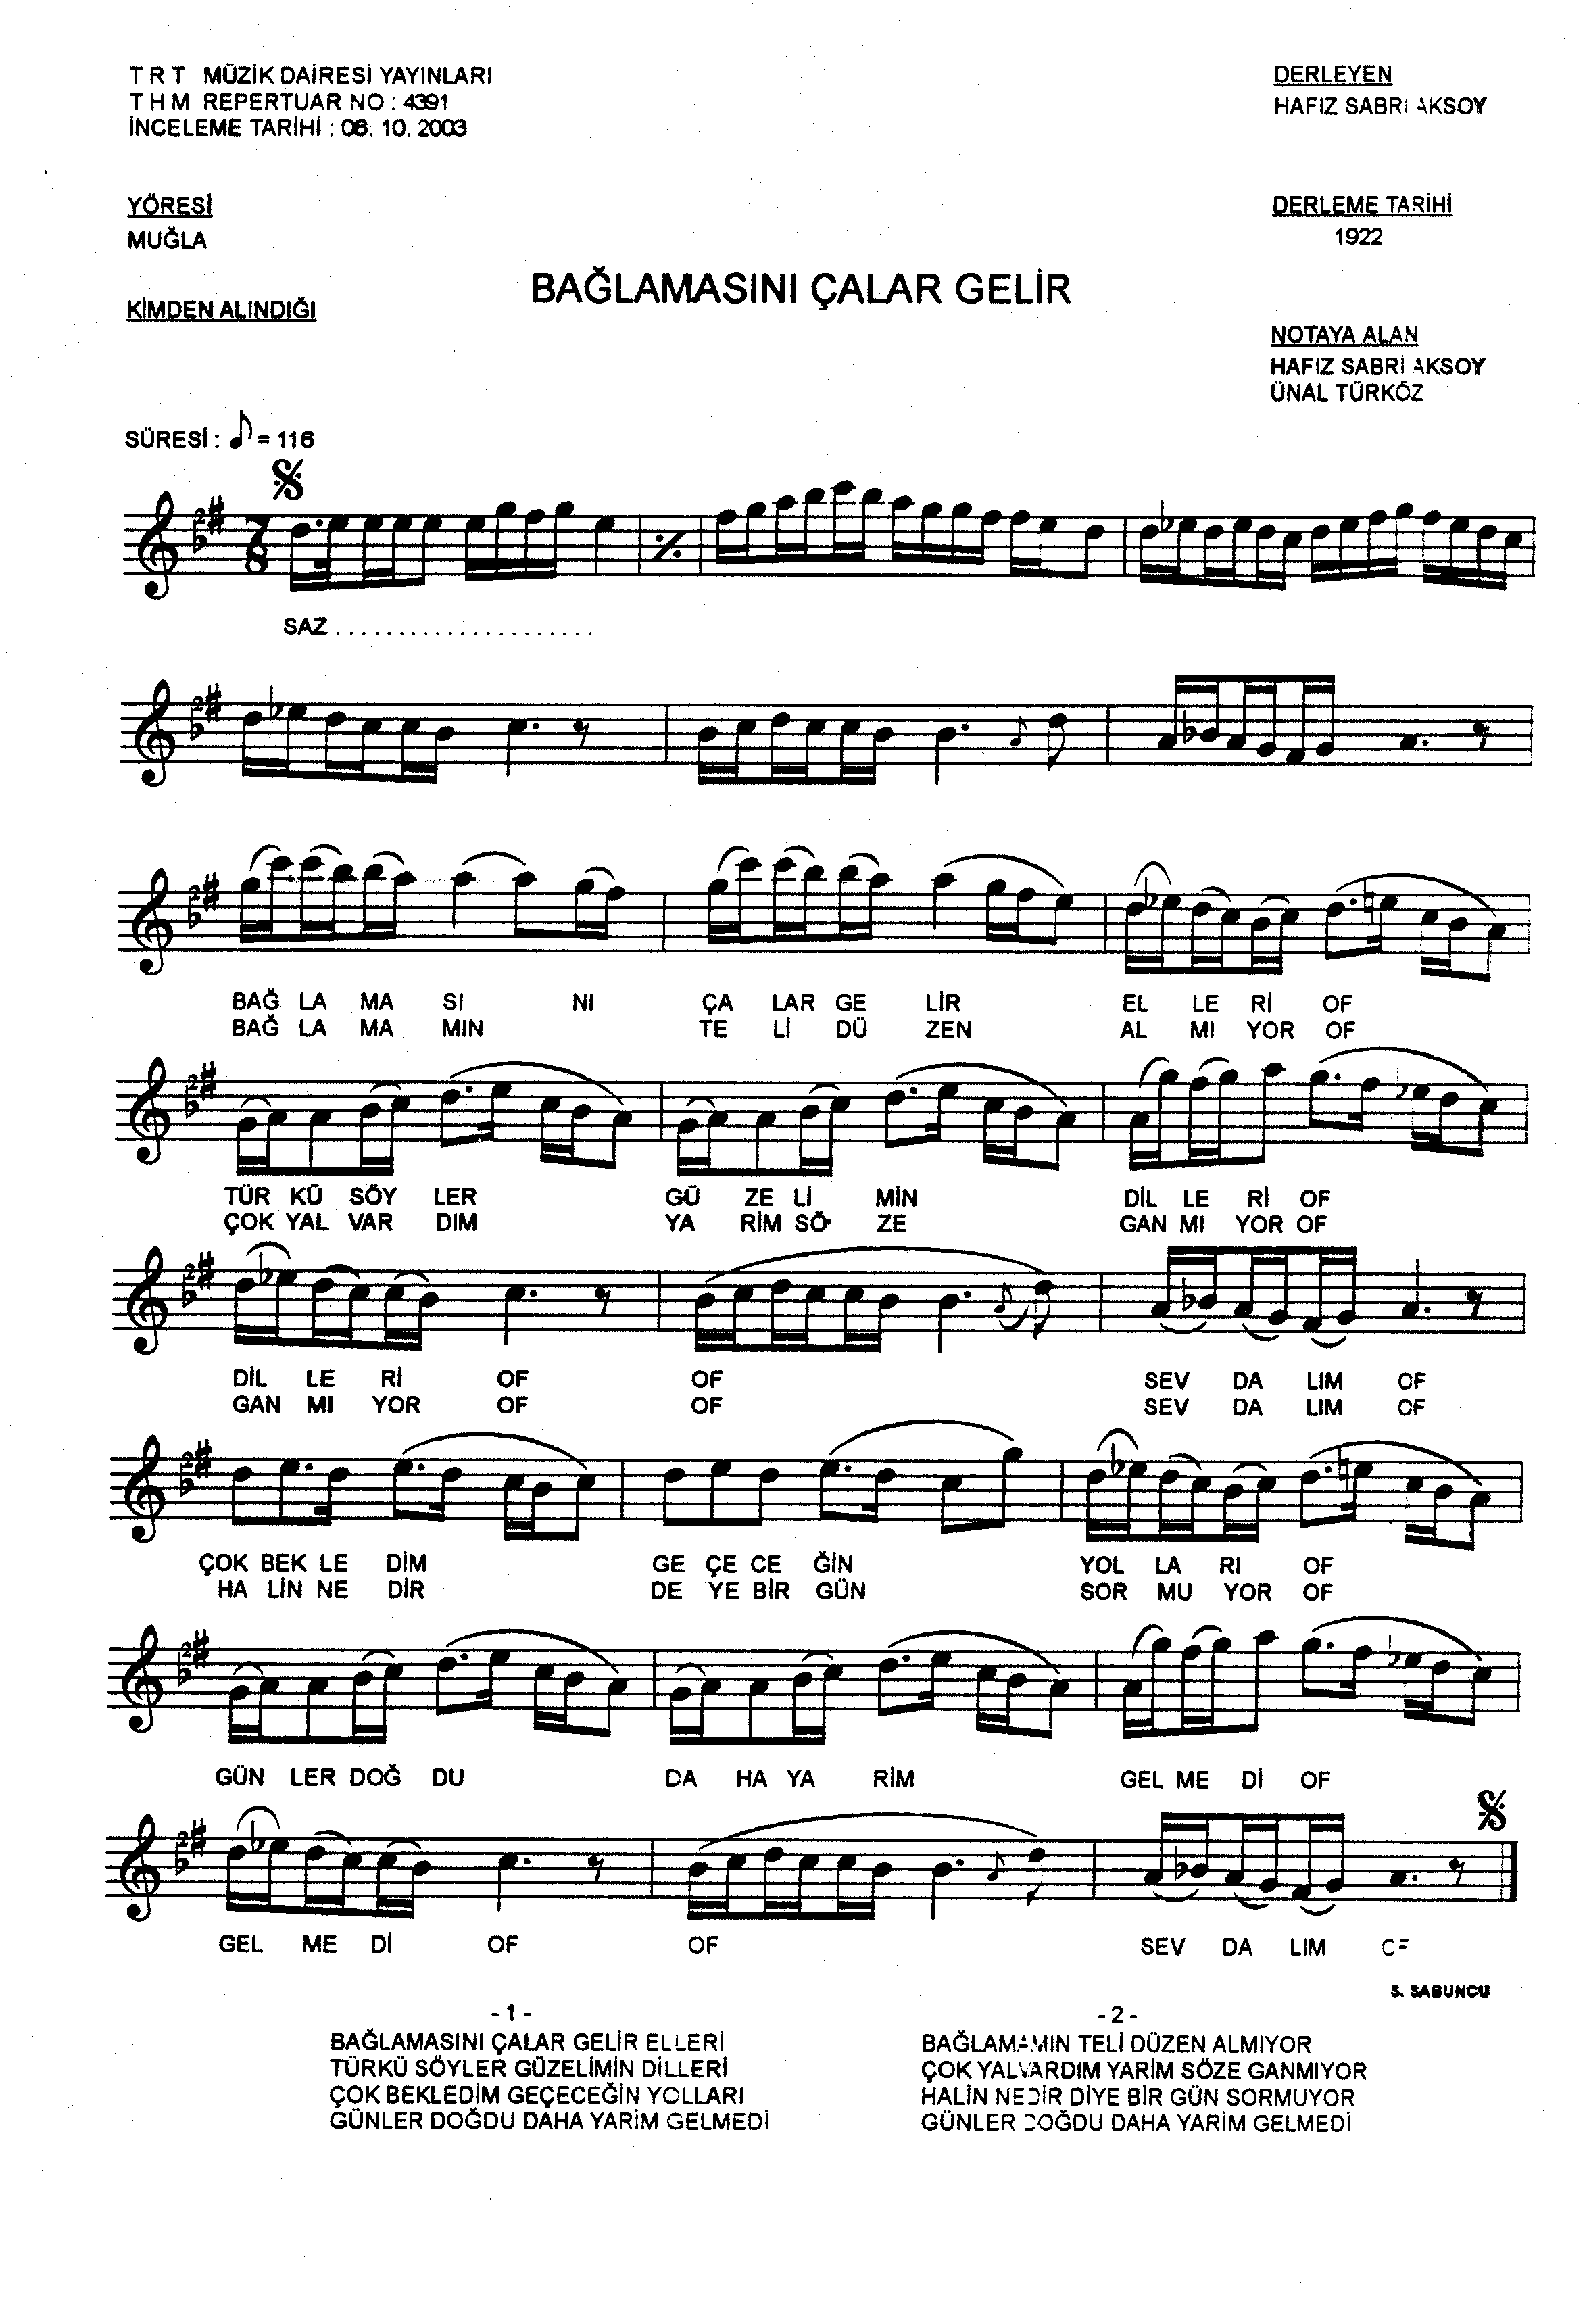 T R T MÜZİK DAİRESİ YAYINLARI
T H M REPERTUAR NO : 4391
İNCELEME TARİHİ : 08. 10. 2003
DERLEYEN
HAFIZ SABRİ AKSOY
YÖRESİ
MUĞLA
DERLEME TARİHİ
1922
BAĞLAMASINI ÇALAR GELİR
KİMDEN ALINDIĞI
NOTAYA ALAN
HAFIZ SABRİ AKSOY
ÜNAL TÜRKÖZ
SÜRESİ : ♪ = 116
7
8
SAZ . . . . . . . . . . . . . . . . . . . . .
BAĞ LA MA SI NI ÇA LAR GE LİR EL LE Rİ OF
BAĞ LA MA MIN TE Lİ DÜ ZEN AL MI YOR OF
TÜR KÜ SÖY LER GÜ ZE Lİ MİN DİL LE Rİ OF
ÇOK YAL VAR DIM YA RİM SÖ ZE GAN MI YOR OF
DİL LE Rİ OF OF SEV DA LIM OF
GAN MI YOR OF OF SEV DA LIM OF
ÇOK BEK LE DİM GE ÇE CE ĞİN YOL LA RI OF
HA LİN NE DİR DE YE BİR GÜN SOR MU YOR OF
GÜN LER DOĞ DU DA HA YA RİM GEL ME Dİ OF
GEL ME Dİ OF OF SEV DA LIM OF
S. SABUNCU
- 1 -
BAĞLAMASINI ÇALAR GELİR ELLERİ
TÜRKÜ SÖYLER GÜZELİMİN DİLLERİ
ÇOK BEKLEDİM GEÇECEĞİN YOLLARI
GÜNLER DOĞDU DAHA YARİM GELMEDİ
- 2 -
BAĞLAMAMIN TELİ DÜZEN ALMIYOR
ÇOK YALVARDIM YARİM SÖZE GANMIYOR
HALİN NEDİR DİYE BİR GÜN SORMUYOR
GÜNLER DOĞDU DAHA YARİM GELMEDİ